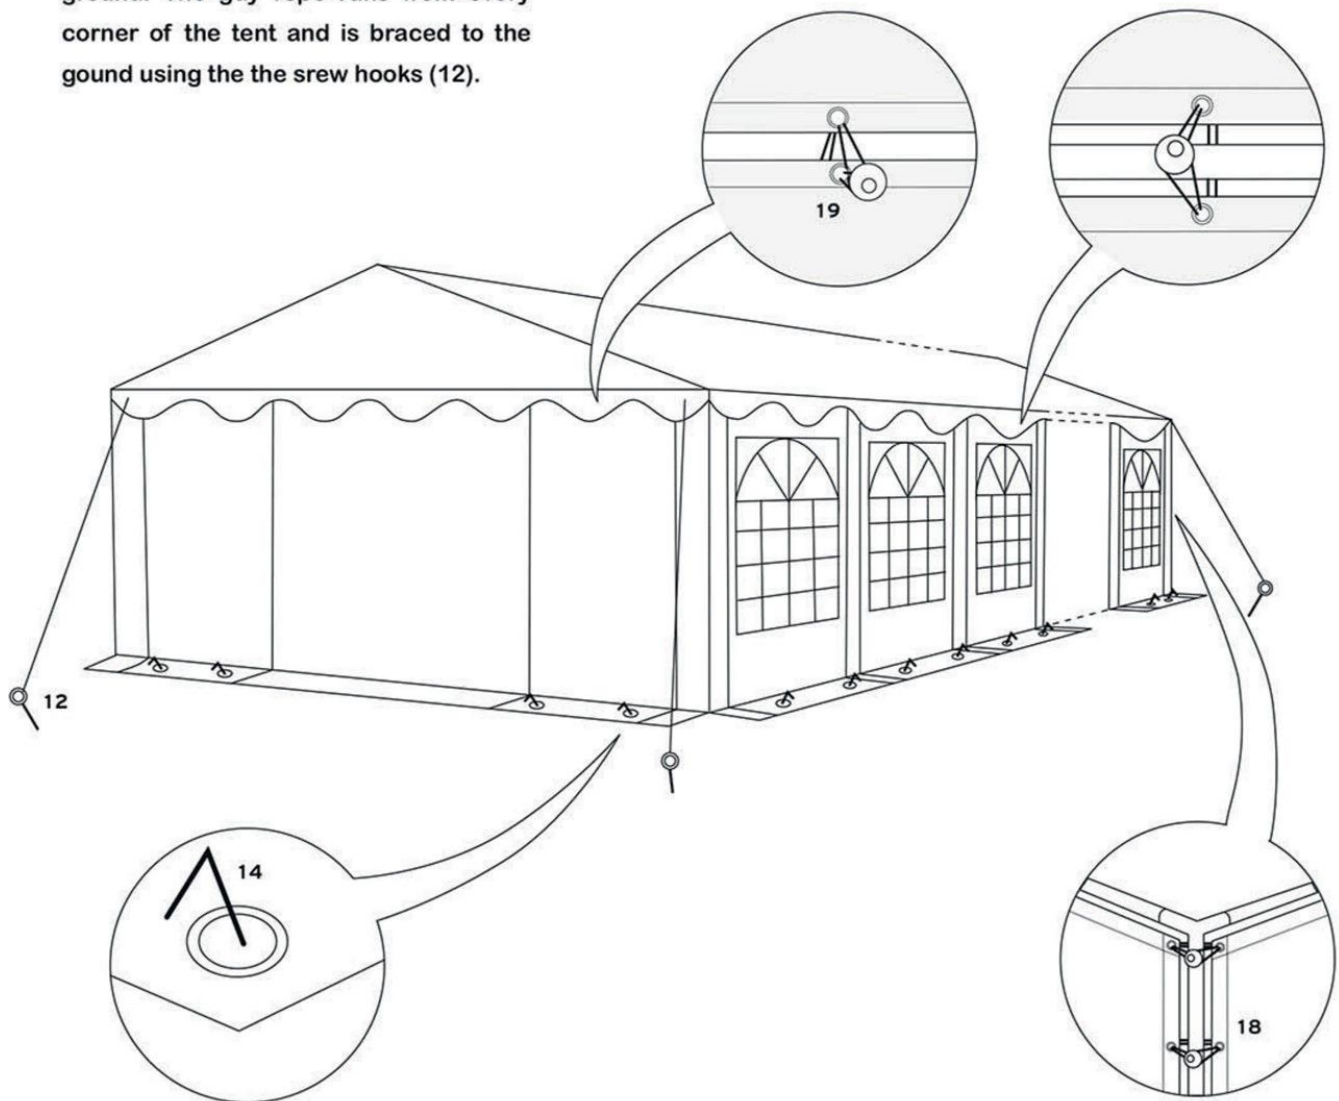 corner of the tent and is braced to the
gound using the the srew hooks (12).
19
12
14
18